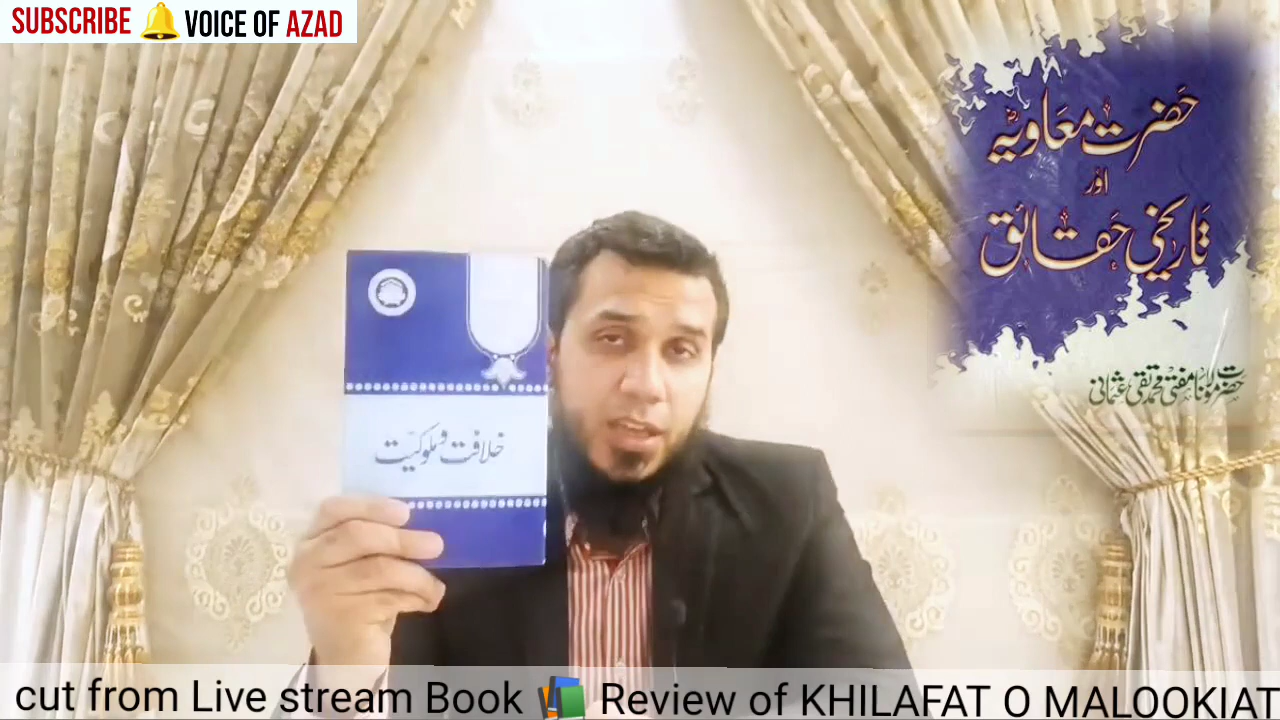 SUBSCRIBE 🔔 VOICE OF AZAD
حضرت معاویہؓ
اور
تاریخی حقائق
حضرت مولانا مفتی محمد تقی عثمانی
خلافت و ملوکیت
cut from Live stream Book 📚 Review of KHILAFAT O MALOOKIAT